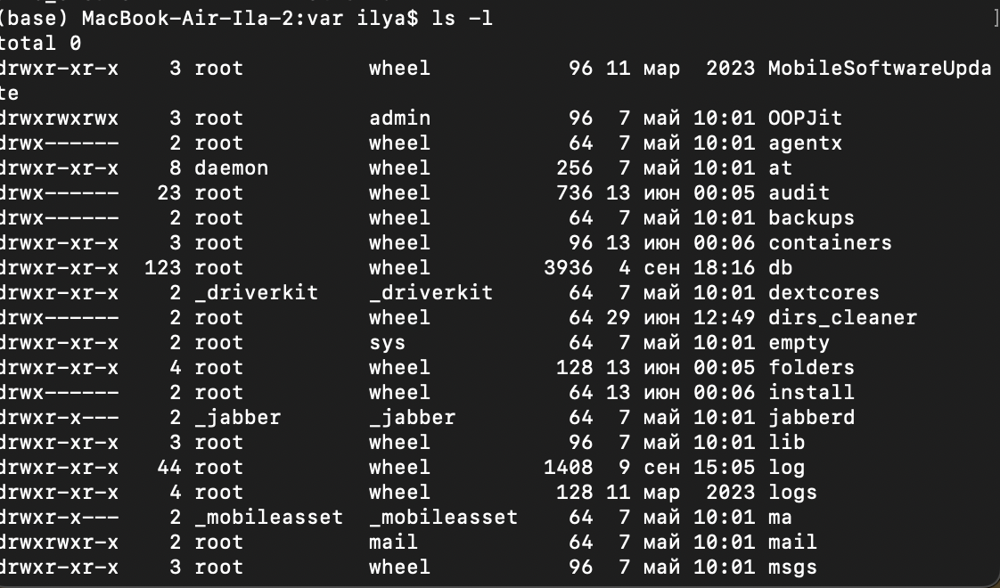 (base) MacBook-Air-Ila-2:var ilya$ ls -l ]
total 0
drwxr-xr-x 3 root wheel 96 11 мар 2023 MobileSoftwareUpda
te
drwxrwxrwx 3 root admin 96 7 май 10:01 OOPJit
drwx------ 2 root wheel 64 7 май 10:01 agentx
drwxr-xr-x 8 daemon wheel 256 7 май 10:01 at
drwx------ 23 root wheel 736 13 июн 00:05 audit
drwx------ 2 root wheel 64 7 май 10:01 backups
drwxr-xr-x 3 root wheel 96 13 июн 00:06 containers
drwxr-xr-x 123 root wheel 3936 4 сен 18:16 db
drwxr-xr-x 2 _driverkit _driverkit 64 7 май 10:01 dextcores
drwx------ 2 root wheel 64 29 июн 12:49 dirs_cleaner
drwxr-xr-x 2 root sys 64 7 май 10:01 empty
drwxr-xr-x 4 root wheel 128 13 июн 00:05 folders
drwx------ 2 root wheel 64 13 июн 00:06 install
drwxr-x--- 2 _jabber _jabber 64 7 май 10:01 jabberd
drwxr-xr-x 3 root wheel 96 7 май 10:01 lib
drwxr-xr-x 44 root wheel 1408 9 сен 15:05 log
drwxr-xr-x 4 root wheel 128 11 мар 2023 logs
drwxr-x--- 2 _mobileasset _mobileasset 64 7 май 10:01 ma
drwxrwxr-x 2 root mail 64 7 май 10:01 mail
drwxr-xr-x 3 root wheel 96 7 май 10:01 msgs